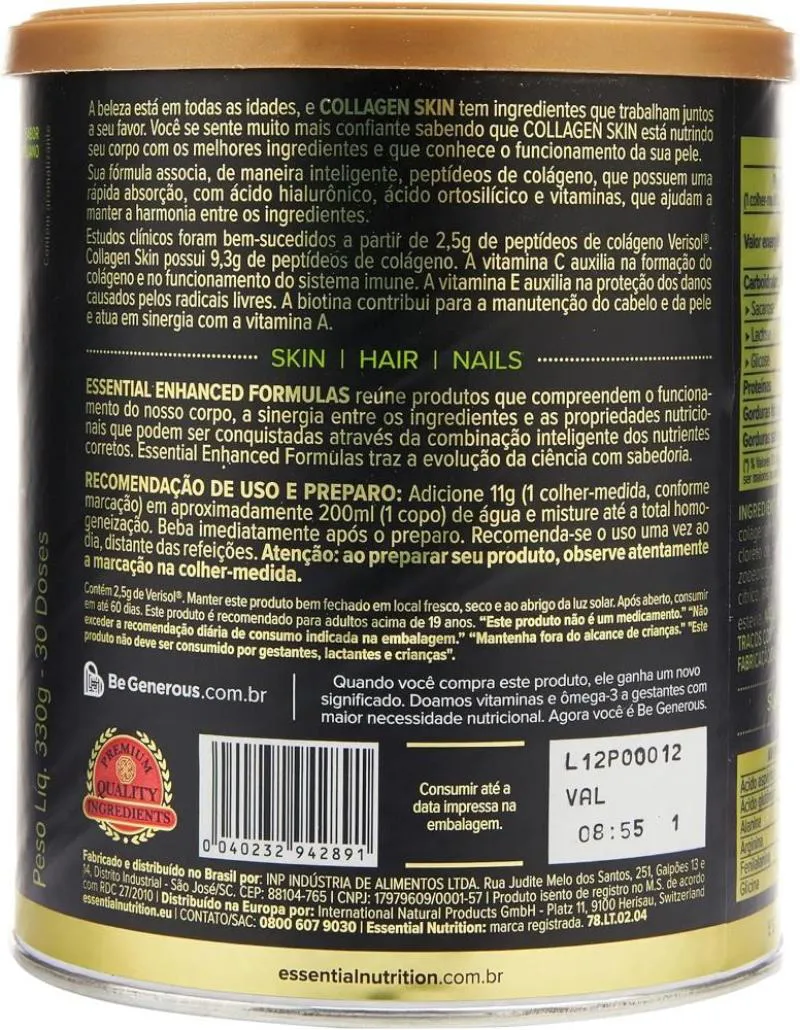 A beleza está em todas as idades, e COLLAGEN SKIN tem ingredientes que trabalham juntos
a seu favor. Você se sente muito mais confiante sabendo que COLLAGEN SKIN está nutrindo
seu corpo com os melhores ingredientes e que conhece o funcionamento da sua pele.
Sua fórmula associa, de maneira inteligente, peptídeos de colágeno, que possuem uma
rápida absorção, com ácido hialurônico, ácido ortosilícico e vitaminas, que ajudam a
manter a harmonia entre os ingredientes.
Estudos clínicos foram bem-sucedidos a partir de 2,5g de peptídeos de colágeno Verisol®.
Collagen Skin possui 9,3g de peptídeos de colágeno. A vitamina C auxilia na formação do
colágeno e no funcionamento do sistema imune. A vitamina E auxilia na proteção dos danos
causados pelos radicais livres. A biotina contribui para a manutenção do cabelo e da pele
e atua em sinergia com a vitamina A.
SKIN | HAIR | NAILS
ESSENTIAL ENHANCED FORMULAS reúne produtos que compreendem o funciona-
mento do nosso corpo, a sinergia entre os ingredientes e as propriedades nutricio-
nais que podem ser conquistadas através da combinação inteligente dos nutrientes
corretos. Essential Enhanced Formulas traz a evolução da ciência com sabedoria.
RECOMENDAÇÃO DE USO E PREPARO: Adicione 11g (1 colher-medida, conforme
marcação) em aproximadamente 200ml (1 copo) de água e misture até a total homo-
geneização. Beba imediatamente após o preparo. Recomenda-se o uso uma vez ao
dia, distante das refeições. Atenção: ao preparar seu produto, observe atentamente
a marcação na colher-medida.
Contém 2,5g de Verisol®. Manter este produto bem fechado em local fresco, seco e ao abrigo da luz solar. Após aberto, consumir
em até 60 dias. Este produto é recomendado para adultos acima de 19 anos. "Este produto não é um medicamento." "Não
exceder a recomendação diária de consumo indicada na embalagem." "Mantenha fora do alcance de crianças." "Este
produto não deve ser consumido por gestantes, lactantes e crianças".
Be Generous.com.br
Quando você compra este produto, ele ganha um novo
significado. Doamos vitaminas e ômega-3 a gestantes com
maior necessidade nutricional. Agora você é Be Generous.
PREMIUM
QUALITY
INGREDIENTS
0 040232 942891
Consumir até a
data impressa na
embalagem.
L12P00012
VAL
08:55 1
Fabricado e distribuído no Brasil por: INP INDÚSTRIA DE ALIMENTOS LTDA. Rua Judite Melo dos Santos, 251, Galpões 13 e
14, Distrito Industrial - São José/SC. CEP: 88104-765 | CNPJ: 17979609/0001-57 | Produto isento de registro no M.S. de acordo
com RDC 27/2010 | Distribuído na Europa por: International Natural Products GmbH - Platz 11, 9100 Herisau, Switzerland
essentialnutrition.eu | CONTATO/SAC: 0800 607 9030 | Essential Nutrition: marca registrada. 78.LT.02.04
essentialnutrition.com.br
Peso Liq. 330g - 30 Doses
Contém aromatizante
Carboidratos
Lactose
Glicose
Proteínas
Alanina
Arginina
Glicina